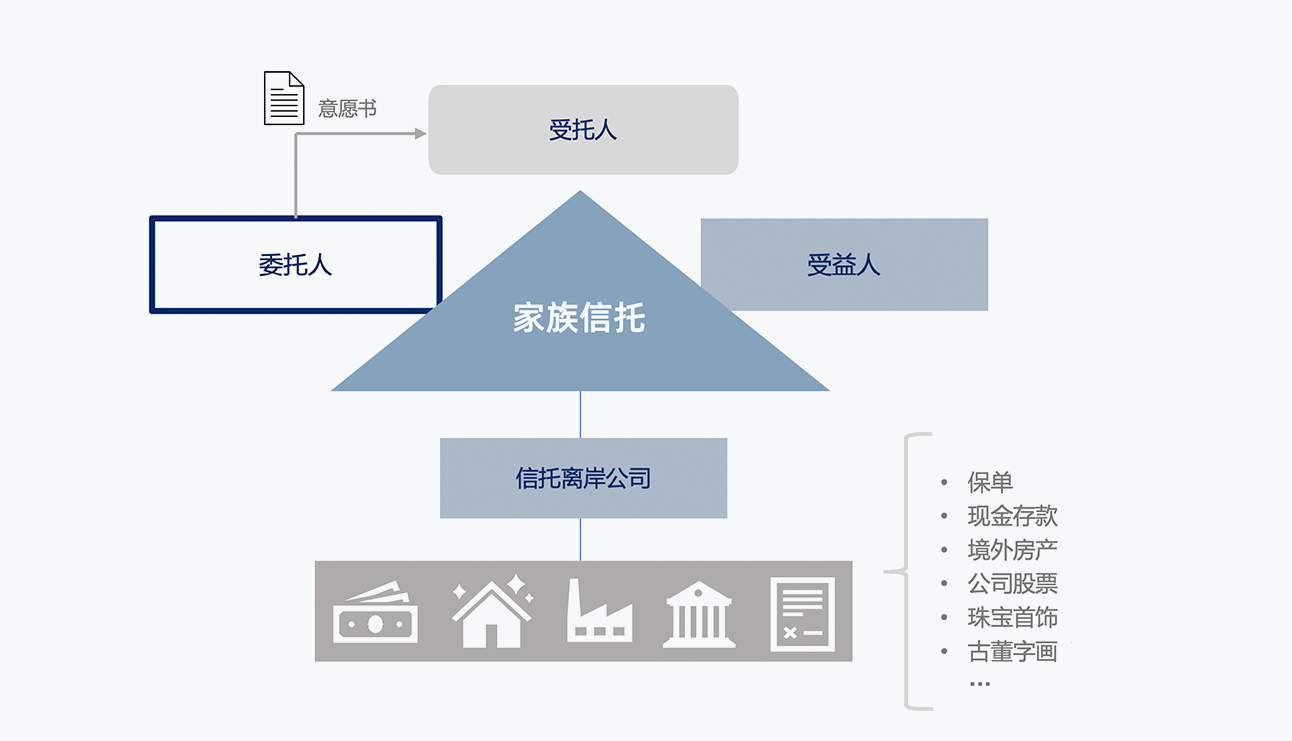 意愿书
受托人
委托人
受益人
家族信托
信托离岸公司
• 保单
• 现金存款
• 境外房产
• 公司股票
• 珠宝首饰
• 古董字画
...